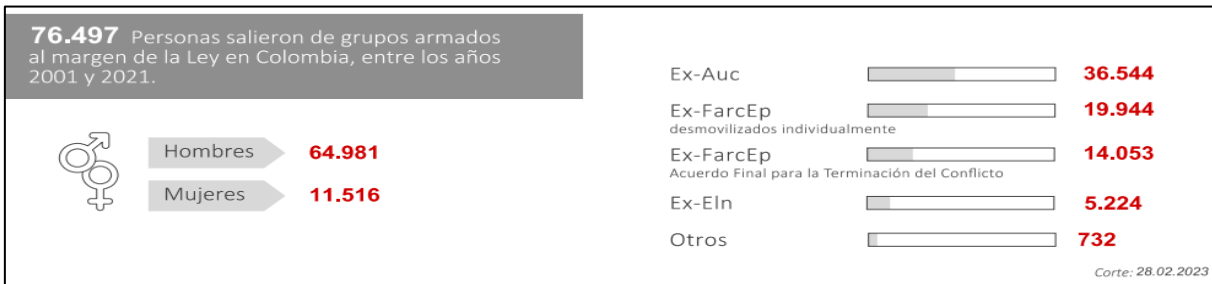 76.497 Personas salieron de grupos armados
al margen de la Ley en Colombia, entre los años
2001 y 2021.
Hombres 64.981
Mujeres 11.516
Ex-Auc 36.544
Ex-FarcEp 19.944
desmovilizados individualmente
Ex-FarcEp 14.053
Acuerdo Final para la Terminación del Conflicto
Ex-Eln 5.224
Otros 732
Corte: 28.02.2023